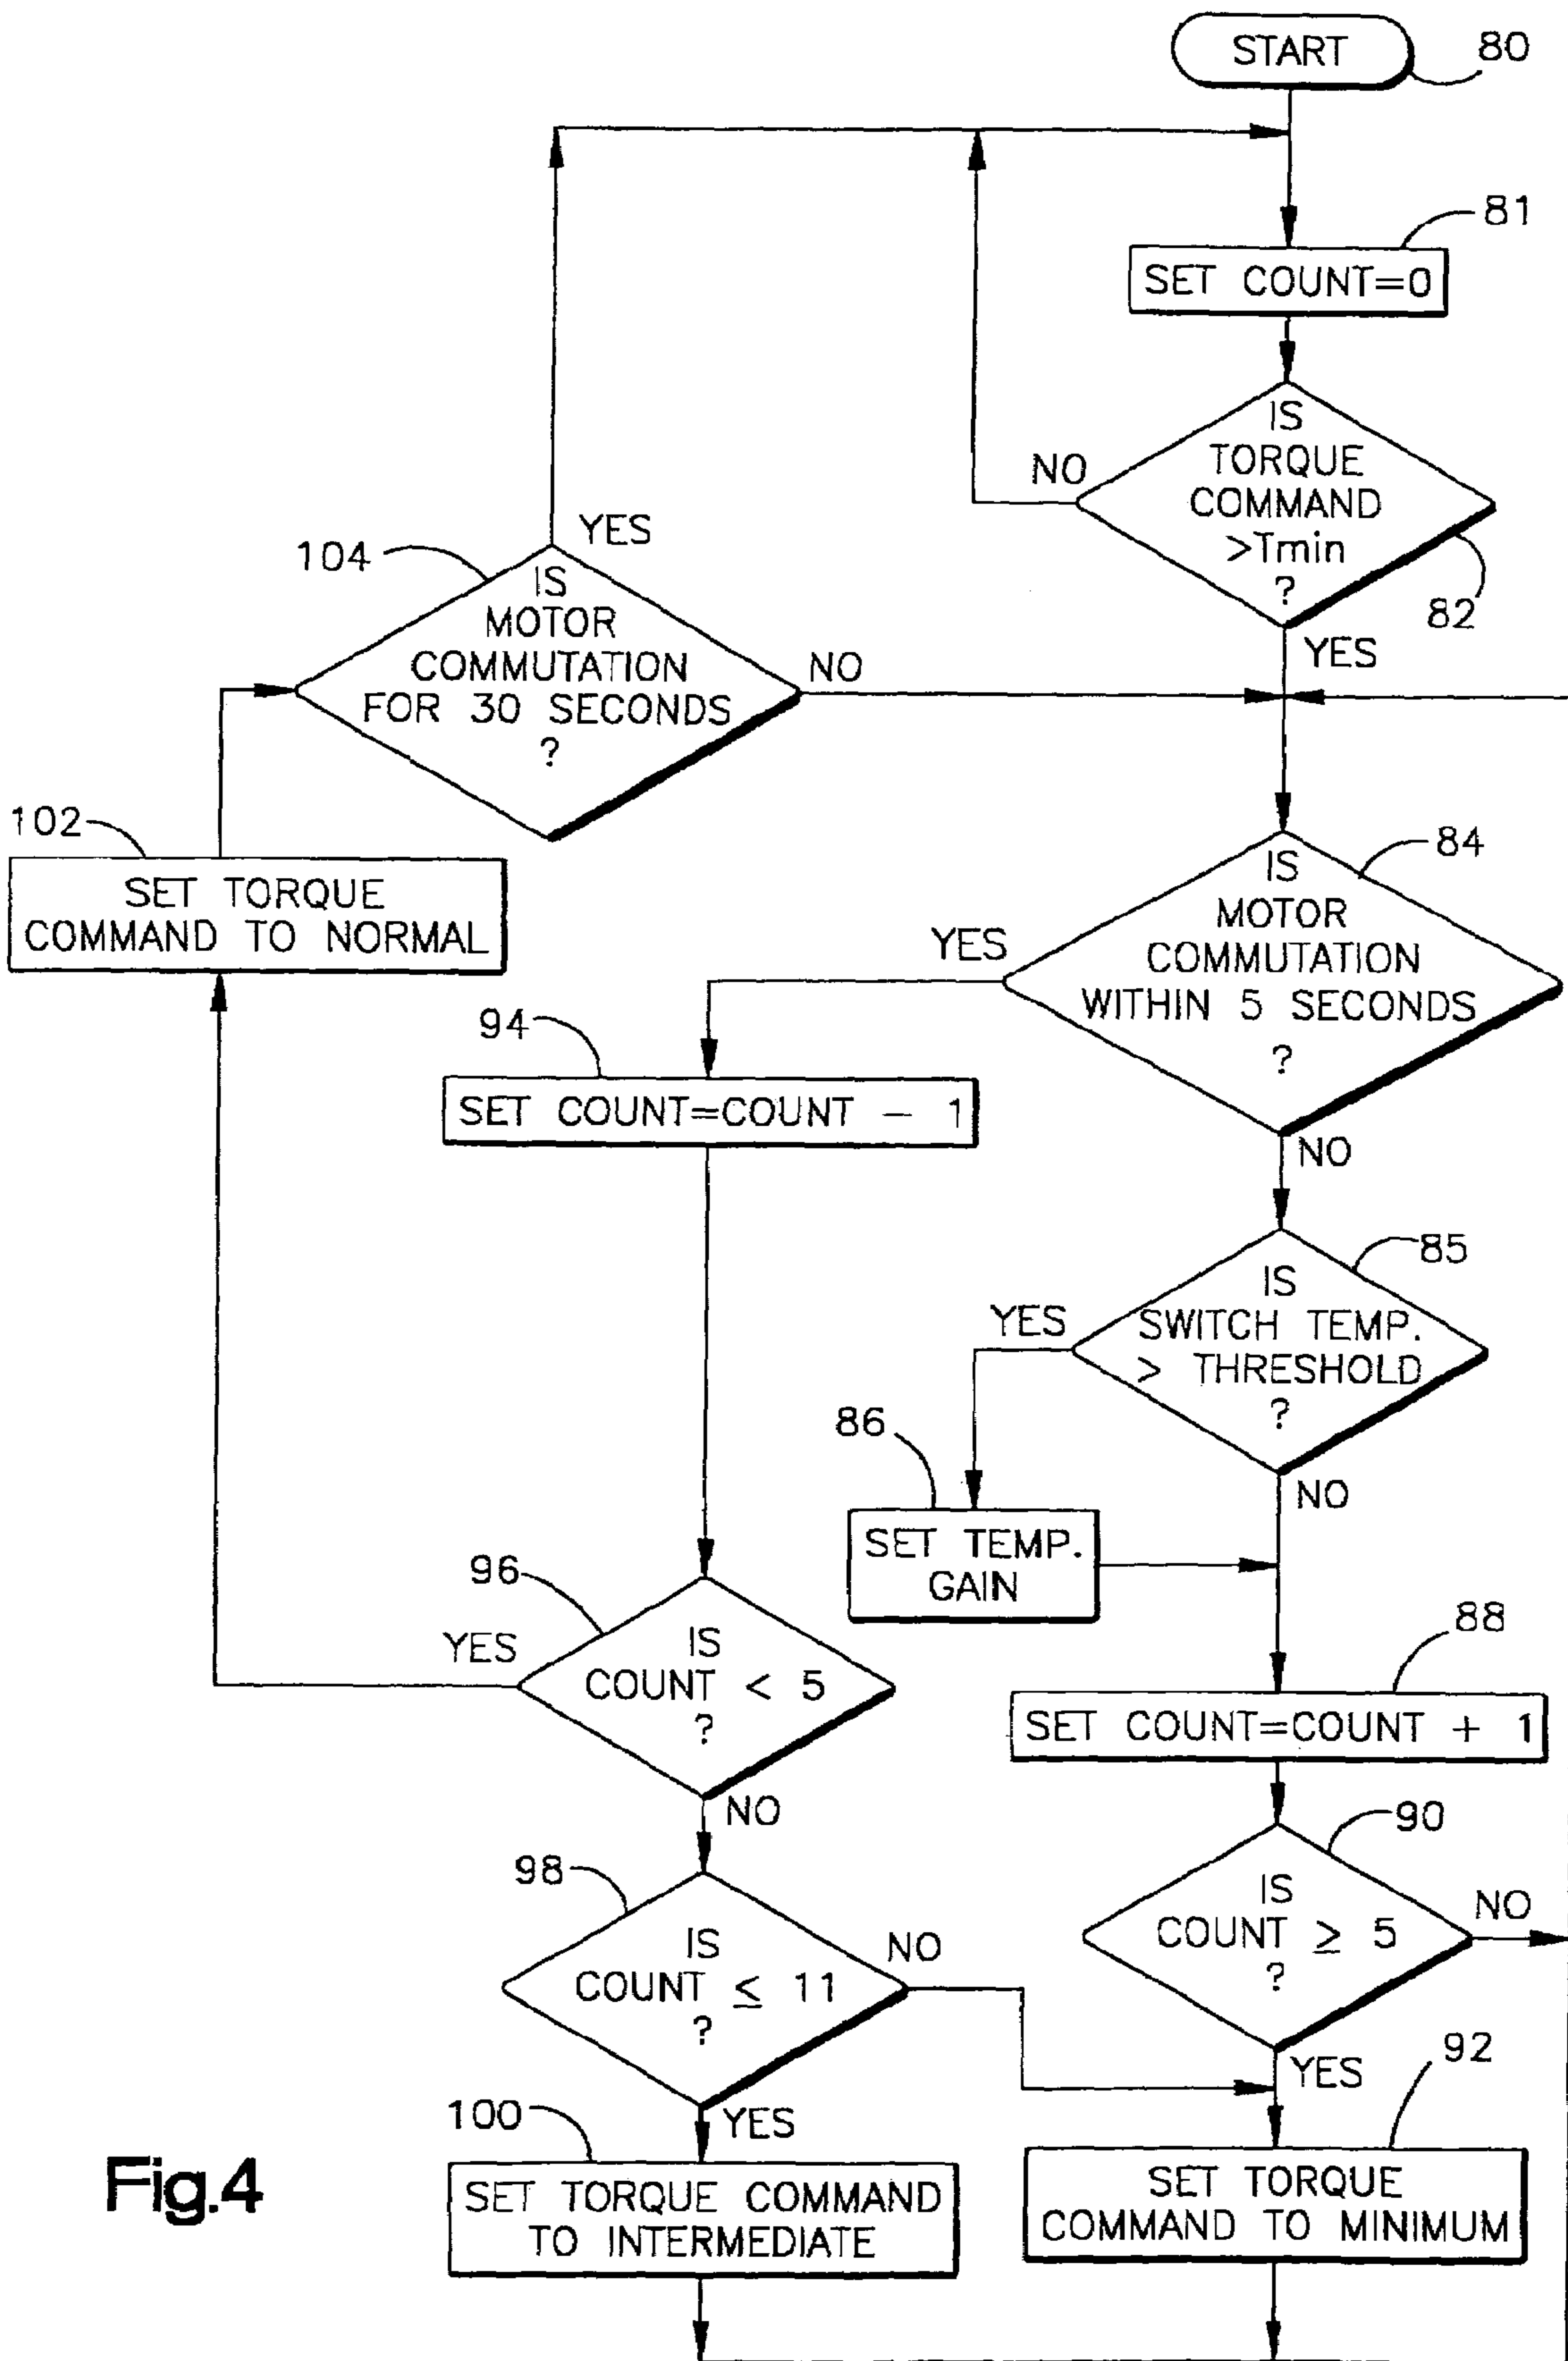 START
80
81
SET COUNT=0
IS
TORQUE
COMMAND
>Tmin
?
NO
82
YES
104
YES
IS
MOTOR
COMMUTATION
FOR 30 SECONDS
?
NO
102
SET TORQUE
COMMAND TO NORMAL
84
IS
MOTOR
COMMUTATION
WITHIN 5 SECONDS
?
YES
NO
94
SET COUNT=COUNT - 1
85
IS
SWITCH TEMP.
> THRESHOLD
?
YES
NO
86
SET TEMP.
GAIN
96
IS
COUNT < 5
?
YES
NO
88
SET COUNT=COUNT + 1
90
IS
COUNT ≥ 5
?
NO
YES
98
IS
COUNT ≤ 11
?
NO
YES
92
SET TORQUE
COMMAND TO MINIMUM
100
SET TORQUE COMMAND
TO INTERMEDIATE
Fig.4